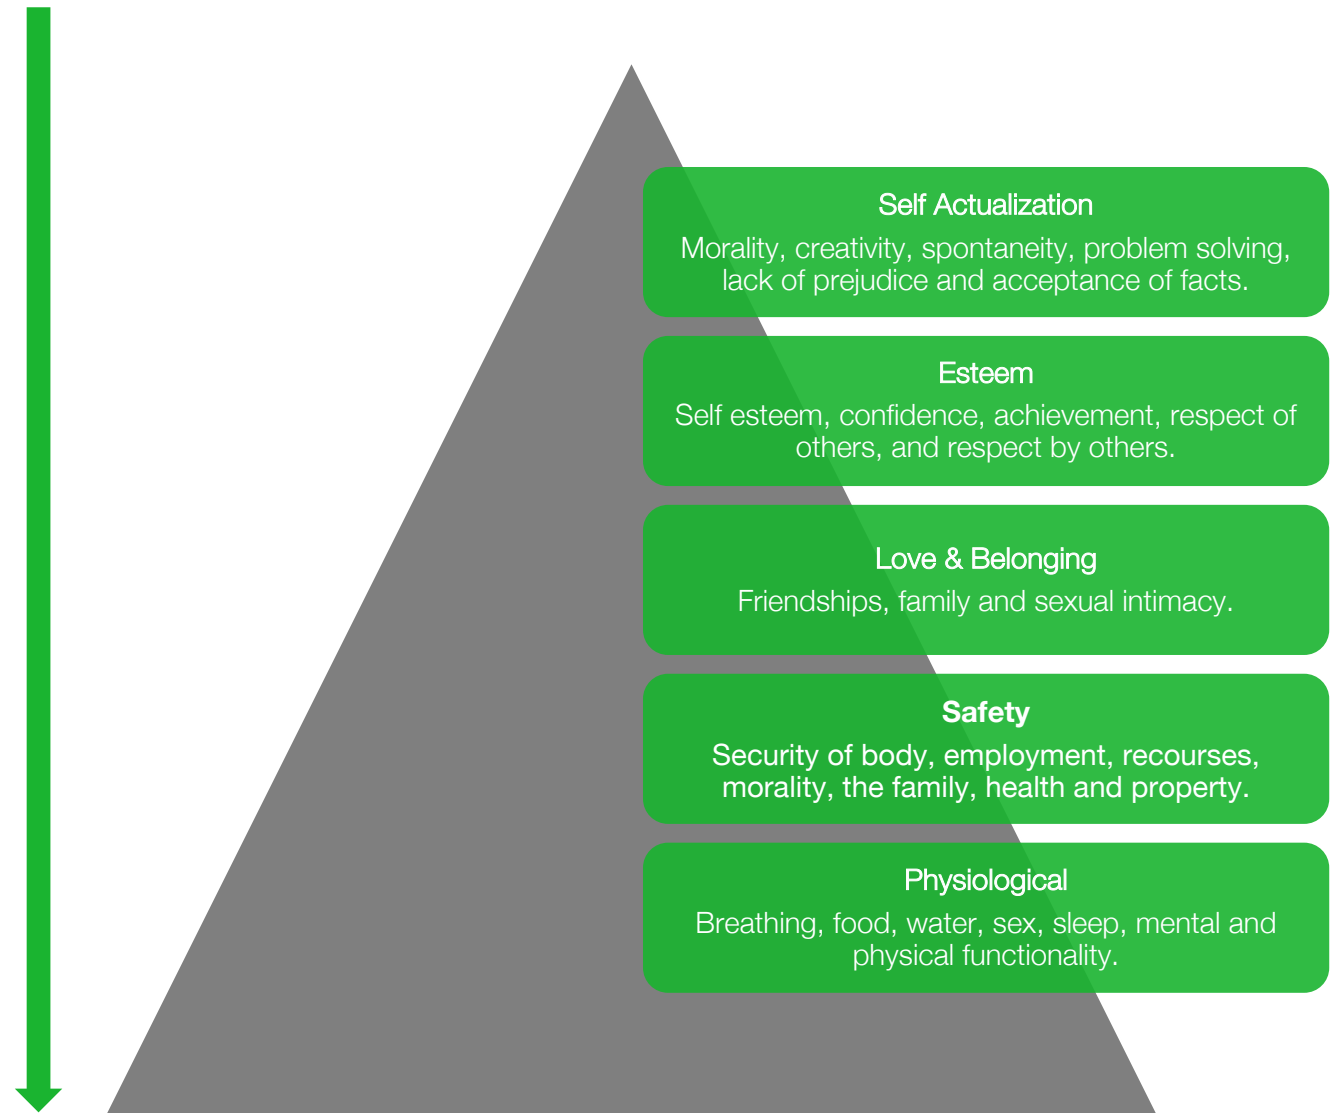 Self Actualization
Morality, creativity, spontaneity, problem solving,
lack of prejudice and acceptance of facts.
Esteem
Self esteem, confidence, achievement, respect of
others, and respect by others.
Love & Belonging
Friendships, family and sexual intimacy.
Safety
Security of body, employment, recourses,
morality, the family, health and property.
Physiological
Breathing, food, water, sex, sleep, mental and
physical functionality.